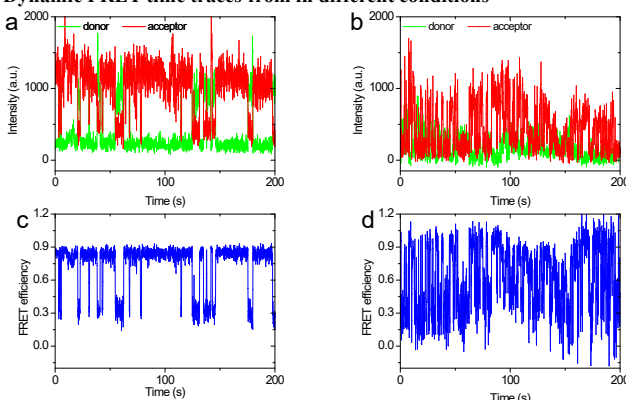 Dynamic FRET time traces from in different conditions
a
donor
acceptor
Intensity (a.u.)
2000
1000
0
0
100
200
Time (s)
b
donor
acceptor
Intensity (a.u.)
2000
1000
0
0
100
200
Time (s)
c
FRET efficiency
1.2
0.9
0.6
0.3
0.0
0
100
200
Time (s)
d
FRET efficiency
1.2
0.9
0.6
0.3
0.0
0
100
200
Time (s)